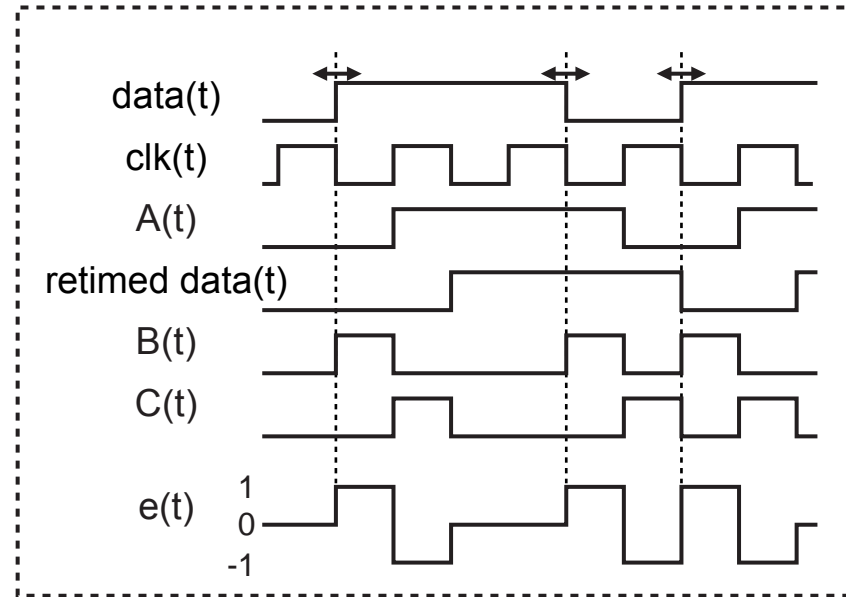 data(t)
clk(t)
A(t)
retimed data(t)
B(t)
C(t)
e(t)
1
0
-1